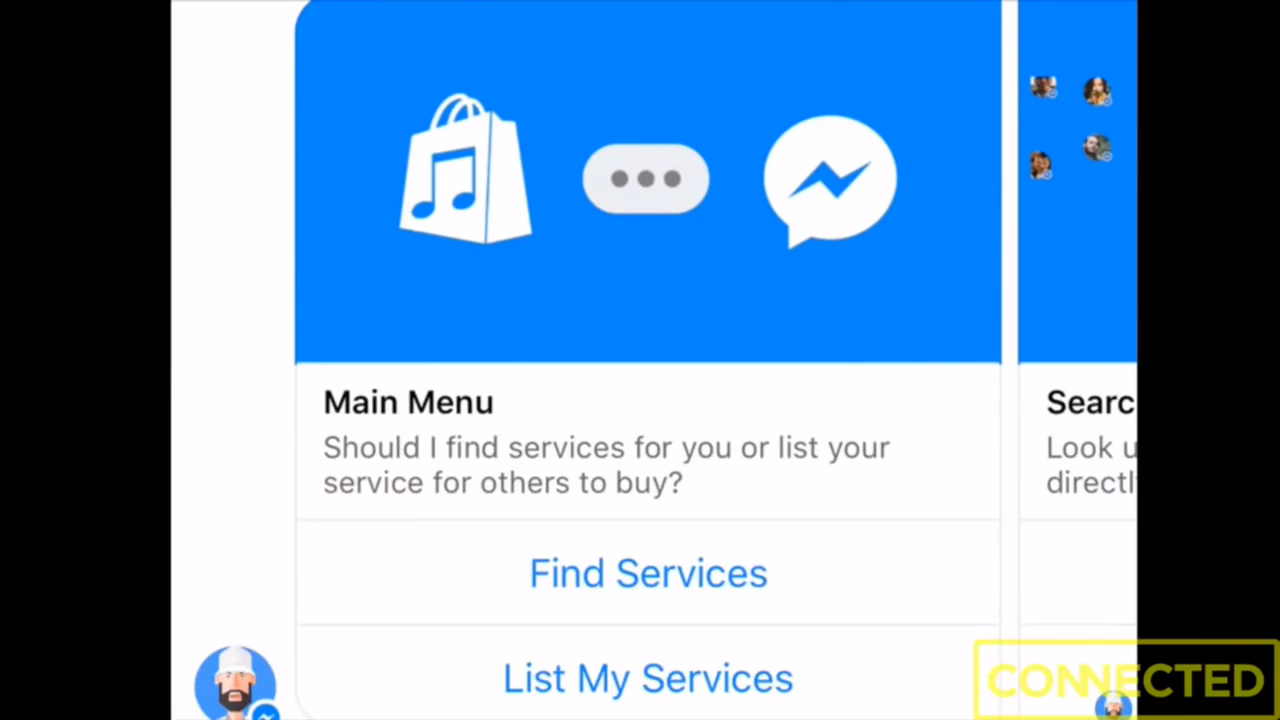 Main Menu
Should I find services for you or list your
service for others to buy?
Find Services
List My Services
Searc
Look u
directl
CONNECTED